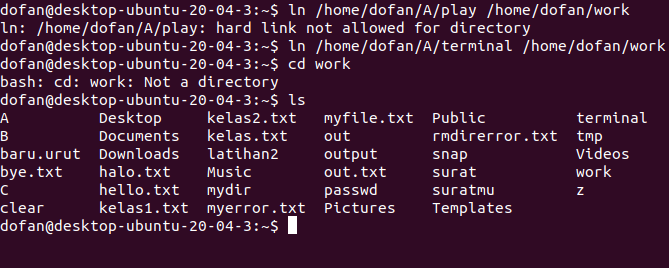 dofan@desktop-ubuntu-20-04-3:~$ ln /home/dofan/A/play /home/dofan/work
ln: /home/dofan/A/play: hard link not allowed for directory
dofan@desktop-ubuntu-20-04-3:~$ ln /home/dofan/A/terminal /home/dofan/work
dofan@desktop-ubuntu-20-04-3:~$ cd work
bash: cd: work: Not a directory
dofan@desktop-ubuntu-20-04-3:~$ ls
A          Desktop     kelas2.txt   myfile.txt  Public          terminal
B          Documents   kelas.txt    out         rmdirerror.txt  tmp
baru.urut  Downloads   latihan2     output      snap            Videos
bye.txt    halo.txt    Music        out.txt     surat           work
C          hello.txt   mydir        passwd      suratmu         z
clear      kelas1.txt  myerror.txt  Pictures    Templates
dofan@desktop-ubuntu-20-04-3:~$